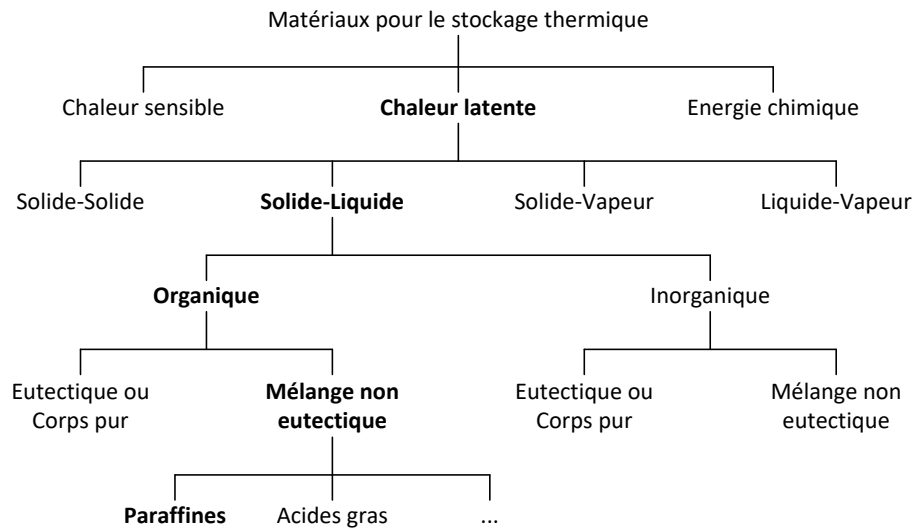 Matériaux pour le stockage thermique
Chaleur sensible
Chaleur latente
Energie chimique
Solide-Solide
Solide-Liquide
Solide-Vapeur
Liquide-Vapeur
Organique
Inorganique
Eutectique ou
Corps pur
Mélange non
eutectique
Eutectique ou
Corps pur
Mélange non
eutectique
Paraffines
Acides gras
...